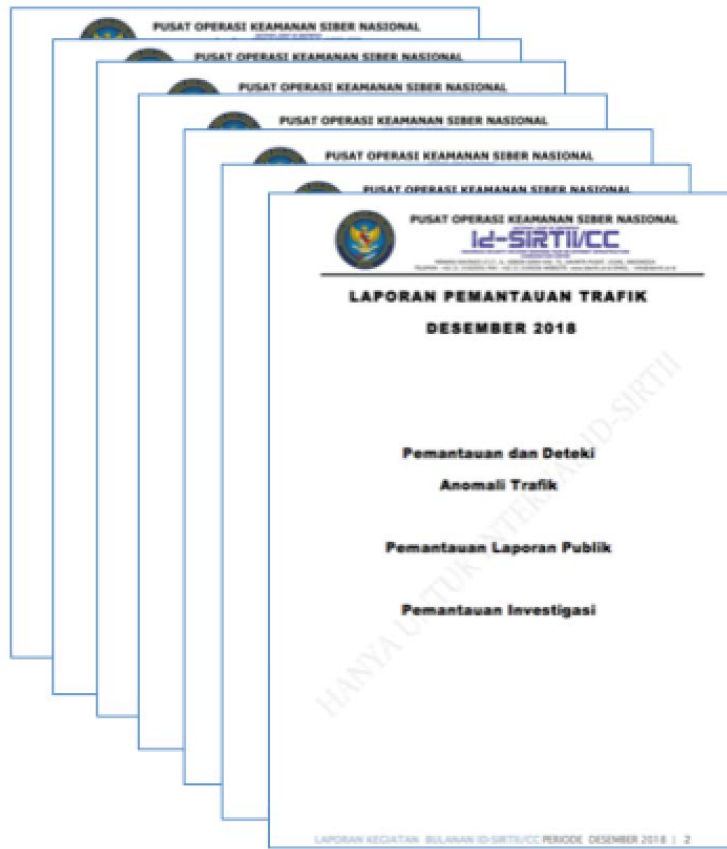 PUSAT OPERASI KEAMANAN SIBER NASIONAL
PUSAT OPERASI KEAMANAN SIBER NASIONAL
PUSAT OPERASI KEAMANAN SIBER NASIONAL
PUSAT OPERASI KEAMANAN SIBER NASIONAL
PUSAT OPERASI KEAMANAN SIBER NASIONAL
PUSAT OPERASI KEAMANAN SIBER NASIONAL
PUSAT OPERASI KEAMANAN SIBER NASIONAL
Id-SIRTII/CC
LAPORAN PEMANTAUAN TRAFIK
DESEMBER 2018
Pemantauan dan Deteki
Anomali Trafik
Pemantauan Laporan Publik
Pemantauan Investigasi
HANYA UNTUK INTERNAL ID-SIRTII
LAPORAN KEGIATAN BULANAN ID-SIRTII/CC PERIODE DESEMBER 2018 | 2